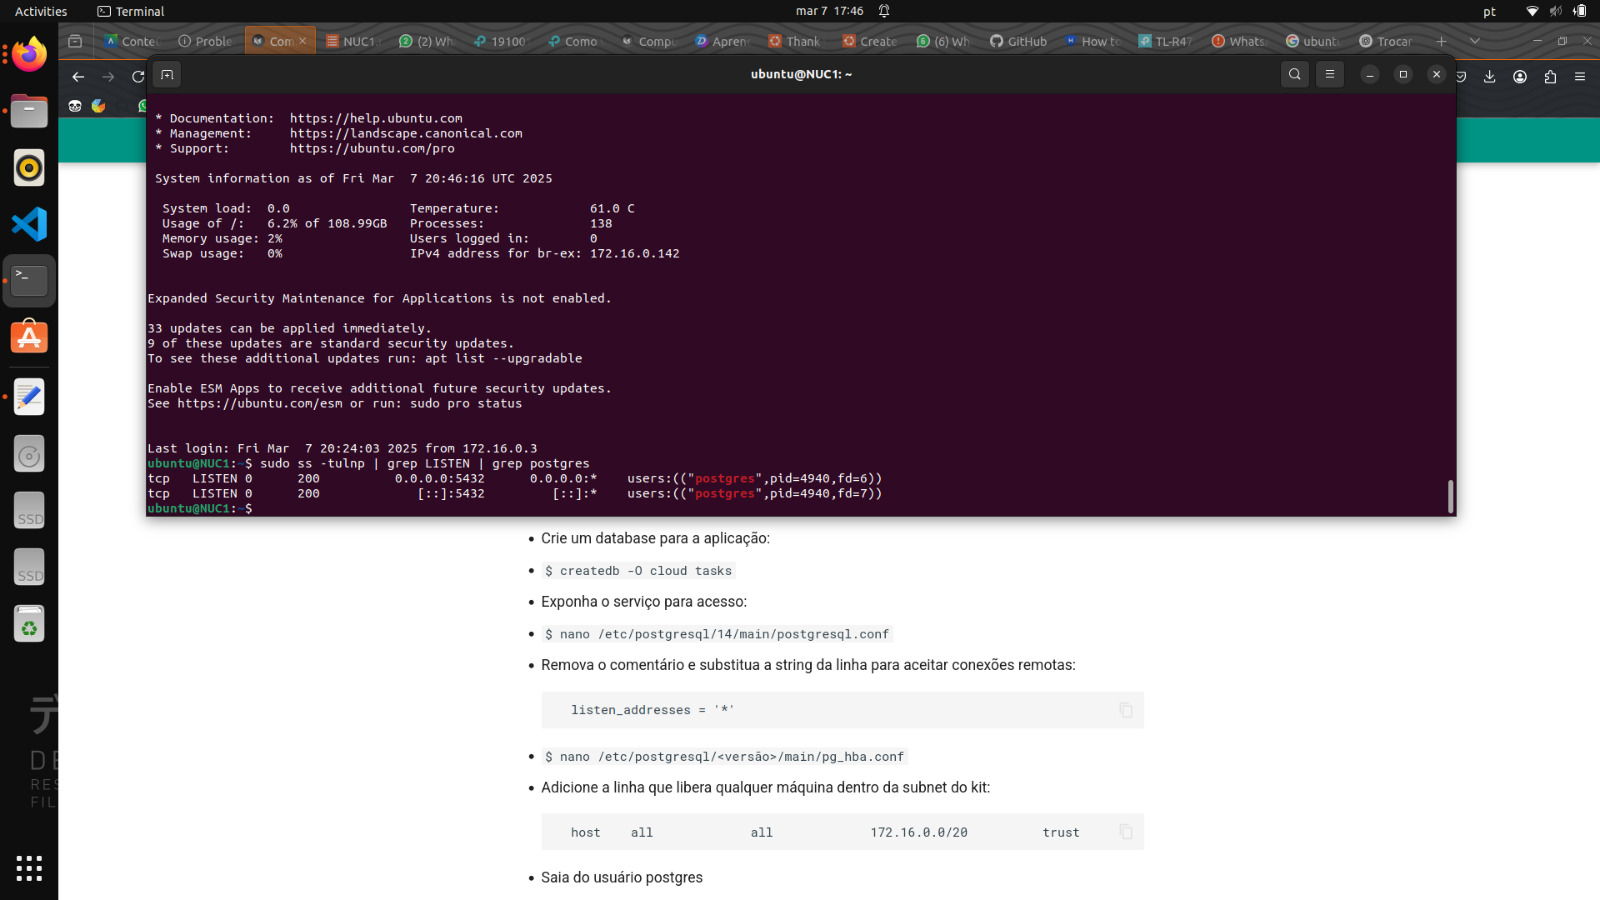 Activities
Terminal
mar 7 17:46
pt
Conte
Proble
Com
NUC1.
(2) Wh
19100
Como
Compu
Apren
Thank
Create
(6) Wh
GitHub
How to
TL-R47
Whats
ubunt
Trocar
ubuntu@NUC1: ~
* Documentation: https://help.ubuntu.com
* Management: https://landscape.canonical.com
* Support: https://ubuntu.com/pro
System information as of Fri Mar 7 20:46:16 UTC 2025
System load: 0.0 Temperature: 61.0 C
Usage of /: 6.2% of 108.99GB Processes: 138
Memory usage: 2% Users logged in: 0
Swap usage: 0% IPv4 address for br-ex: 172.16.0.142
Expanded Security Maintenance for Applications is not enabled.
33 updates can be applied immediately.
9 of these updates are standard security updates.
To see these additional updates run: apt list --upgradable
Enable ESM Apps to receive additional future security updates.
See https://ubuntu.com/esm or run: sudo pro status
Last login: Fri Mar 7 20:24:03 2025 from 172.16.0.3
ubuntu@NUC1:~$ sudo ss -tulnp | grep LISTEN | grep postgres
tcp LISTEN 0 200 0.0.0.0:5432 0.0.0.0:* users:(("postgres",pid=4940,fd=6))
tcp LISTEN 0 200 [::]:5432 [::]:* users:(("postgres",pid=4940,fd=7))
ubuntu@NUC1:~$
SSD
SSD
DE
RES
FIL
Crie um database para a aplicação:
$ createdb -O cloud tasks
Exponha o serviço para acesso:
$ nano /etc/postgresql/14/main/postgresql.conf
Remova o comentário e substitua a string da linha para aceitar conexões remotas:
listen_addresses = '*'
$ nano /etc/postgresql/<versão>/main/pg_hba.conf
Adicione a linha que libera qualquer máquina dentro da subnet do kit:
host all all 172.16.0.0/20 trust
Saia do usuário postgres